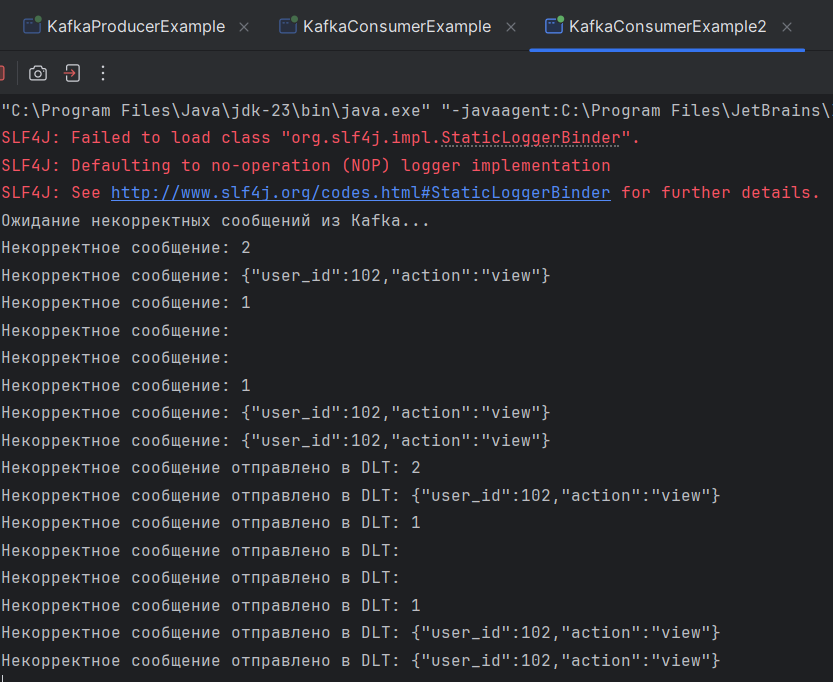 KafkaProducerExample KafkaConsumerExample KafkaConsumerExample2
"C:\Program Files\Java\jdk-23\bin\java.exe" "-javaagent:C:\Program Files\JetBrains\
SLF4J: Failed to load class "org.slf4j.impl.StaticLoggerBinder".
SLF4J: Defaulting to no-operation (NOP) logger implementation
SLF4J: See http://www.slf4j.org/codes.html#StaticLoggerBinder for further details.
Ожидание некорректных сообщений из Kafka...
Некорректное сообщение: 2
Некорректное сообщение: {"user_id":102,"action":"view"}
Некорректное сообщение: 1
Некорректное сообщение:
Некорректное сообщение:
Некорректное сообщение: 1
Некорректное сообщение: {"user_id":102,"action":"view"}
Некорректное сообщение: {"user_id":102,"action":"view"}
Некорректное сообщение отправлено в DLT: 2
Некорректное сообщение отправлено в DLT: {"user_id":102,"action":"view"}
Некорректное сообщение отправлено в DLT: 1
Некорректное сообщение отправлено в DLT:
Некорректное сообщение отправлено в DLT:
Некорректное сообщение отправлено в DLT: 1
Некорректное сообщение отправлено в DLT: {"user_id":102,"action":"view"}
Некорректное сообщение отправлено в DLT: {"user_id":102,"action":"view"}